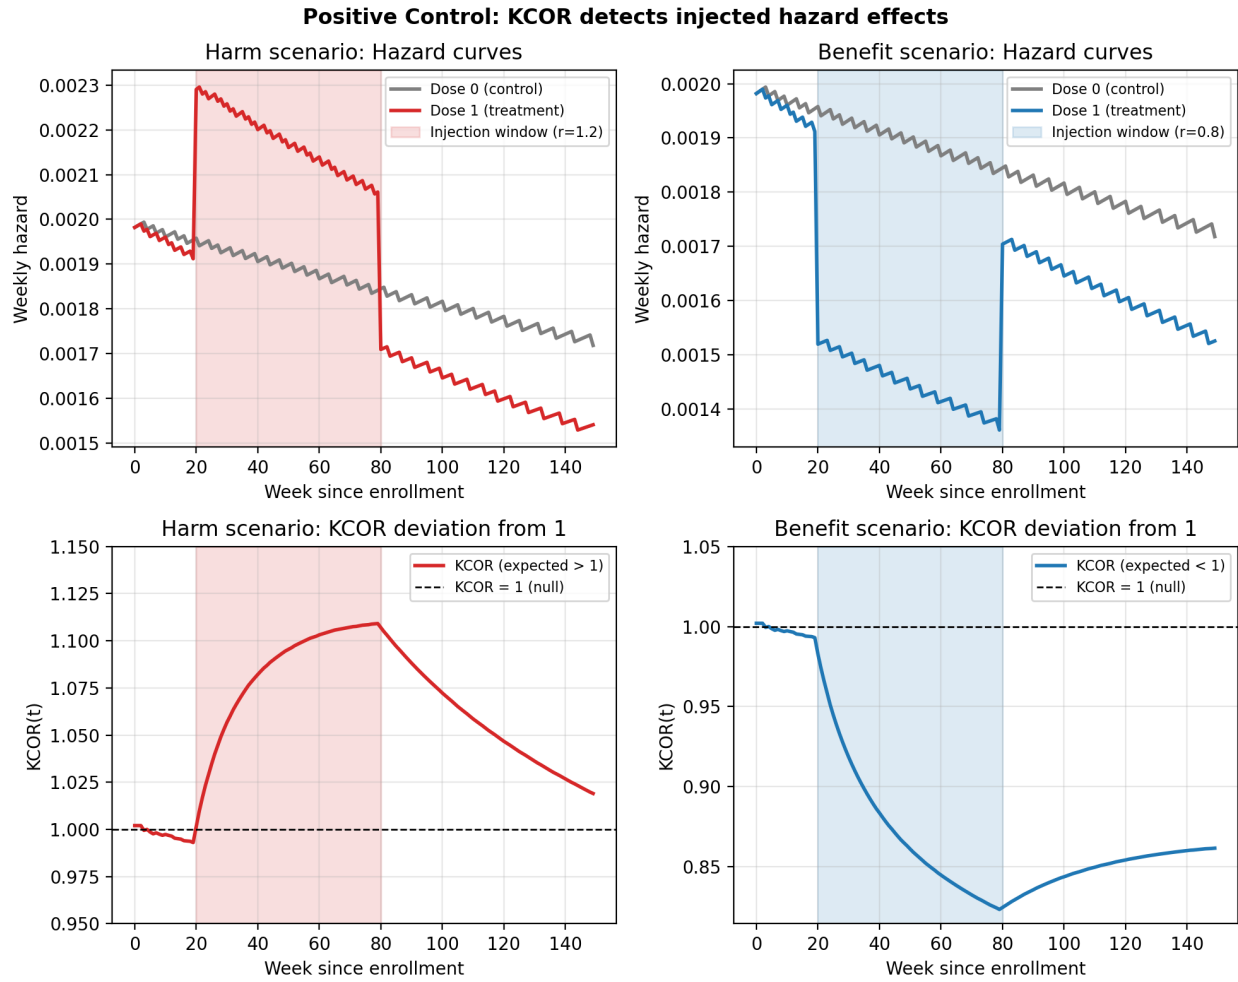 Positive Control: KCOR detects injected hazard effects
Harm scenario: Hazard curves
Weekly hazard
0.0023
0.0022
0.0021
0.0020
0.0019
0.0018
0.0017
0.0016
0.0015
Dose 0 (control)
Dose 1 (treatment)
Injection window (r=1.2)
0 20 40 60 80 100 120 140
Week since enrollment
Benefit scenario: Hazard curves
Weekly hazard
0.0020
0.0019
0.0018
0.0017
0.0016
0.0015
0.0014
Dose 0 (control)
Dose 1 (treatment)
Injection window (r=0.8)
0 20 40 60 80 100 120 140
Week since enrollment
Harm scenario: KCOR deviation from 1
KCOR(t)
1.150
1.125
1.100
1.075
1.050
1.025
1.000
0.975
0.950
KCOR (expected > 1)
KCOR = 1 (null)
0 20 40 60 80 100 120 140
Week since enrollment
Benefit scenario: KCOR deviation from 1
KCOR(t)
1.05
1.00
0.95
0.90
0.85
KCOR (expected < 1)
KCOR = 1 (null)
0 20 40 60 80 100 120 140
Week since enrollment